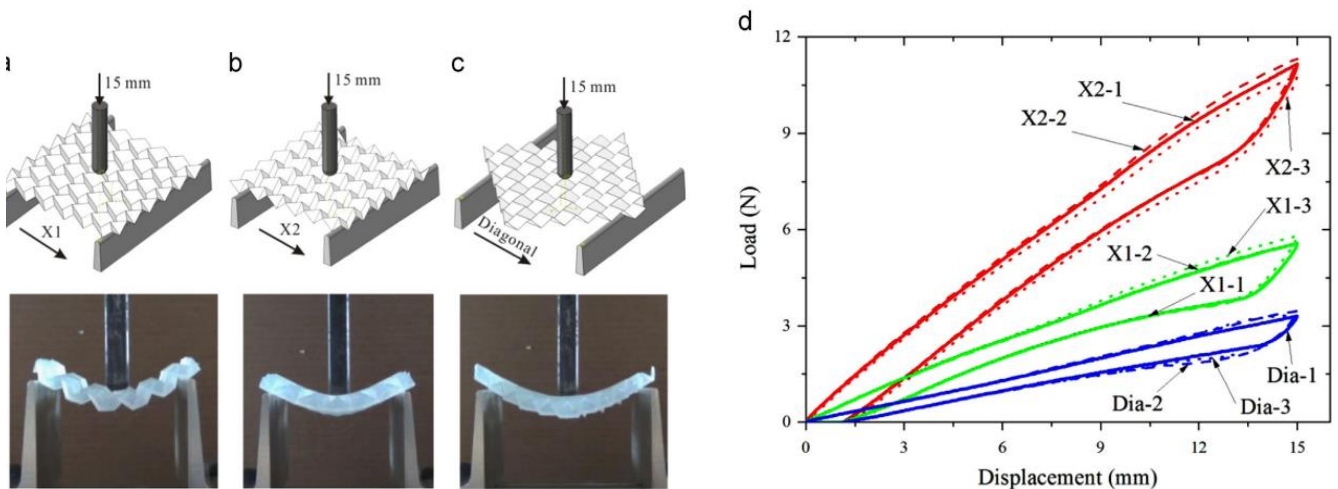 a
15 mm
X1
b
15 mm
X2
c
15 mm
Diagonal
d
12
9
6
3
0
0
3
6
9
12
15
Load (N)
Displacement (mm)
X2-1
X2-2
X2-3
X1-3
X1-2
X1-1
Dia-1
Dia-2
Dia-3